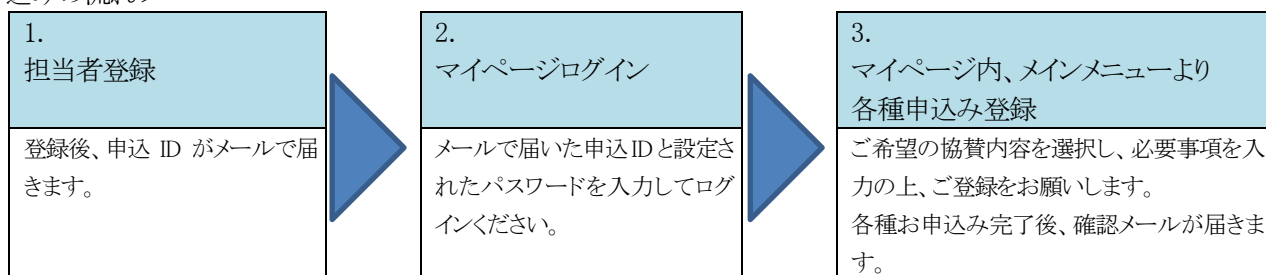 1.
担当者登録
登録後、申込 ID がメールで届
きます。
2.
マイページログイン
メールで届いた申込IDと設定さ
れたパスワードを入力してログ
インください。
3.
マイページ内、メインメニューより
各種申込み登録
ご希望の協賛内容を選択し、必要事項を入
力の上、ご登録をお願いします。
各種お申込み完了後、確認メールが届きま
す。